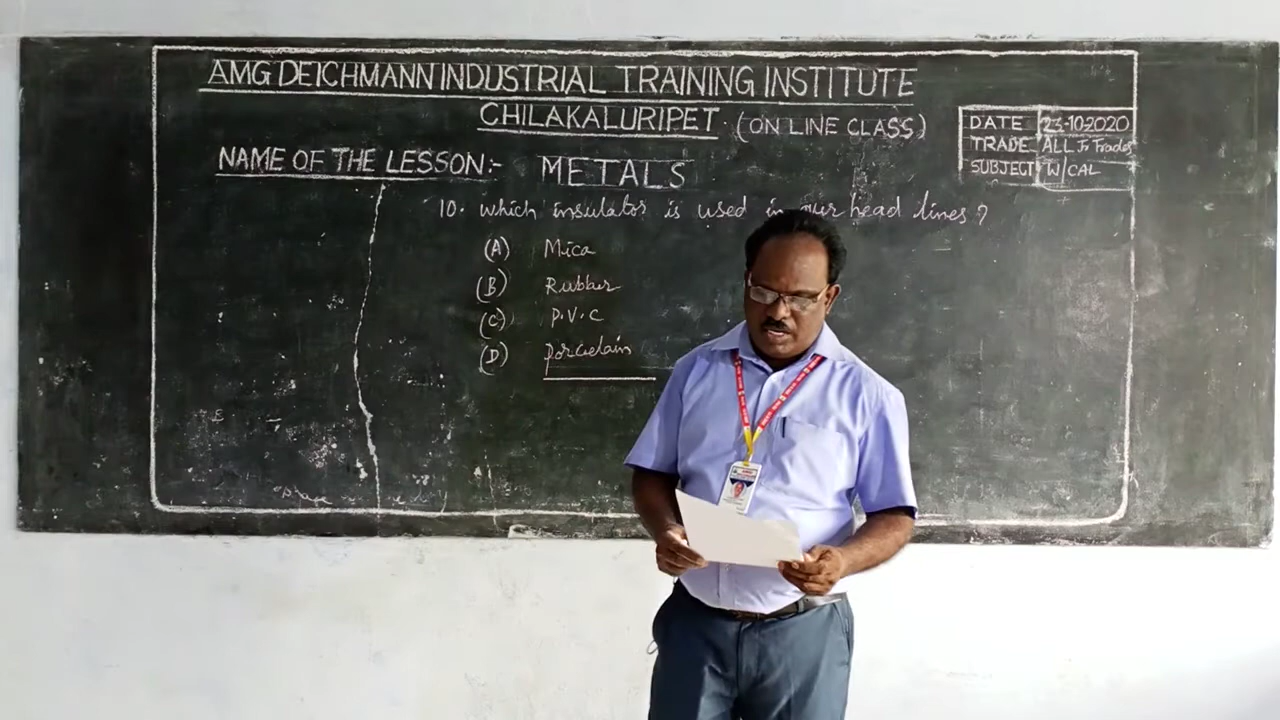 AMG DEICHMANN INDUSTRIAL TRAINING INSTITUTE
CHILAKALURIPET. (ON LINE CLASS)
DATE 23-10-2020
TRADE ALL Jr Trades
SUBJECT W/CAL
NAME OF THE LESSON:- METALS
10. which insulator is used in our head lines?
(A) Mica
(B) Rubber
(C) P.V.C
(D) Porcelain